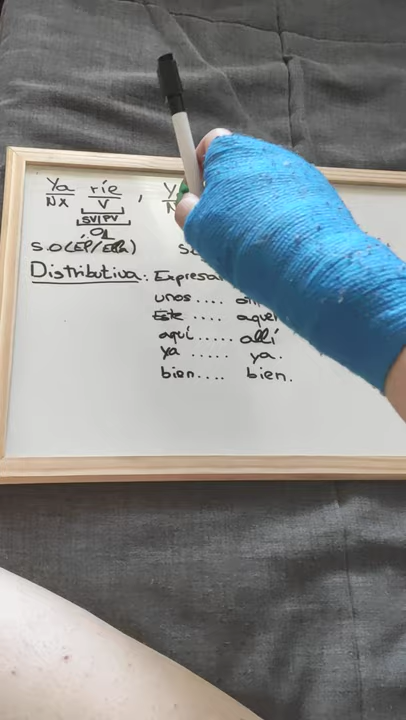 Ya ríe , Y
NX V N
SV/PV
O1
S.O(Él/Ella) S
Distributiva: Expresa
unos....
Este .... aquel
aquí ..... allí
ya ..... ya.
bien.... bien.